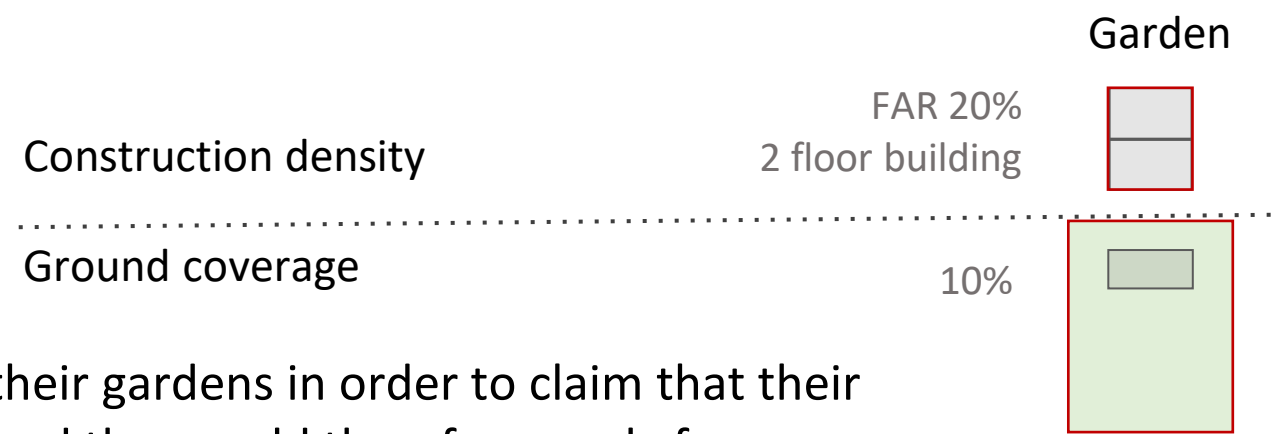 Garden
FAR 20%
Construction density
2 floor building
Ground coverage
10%
their gardens in order to claim that their